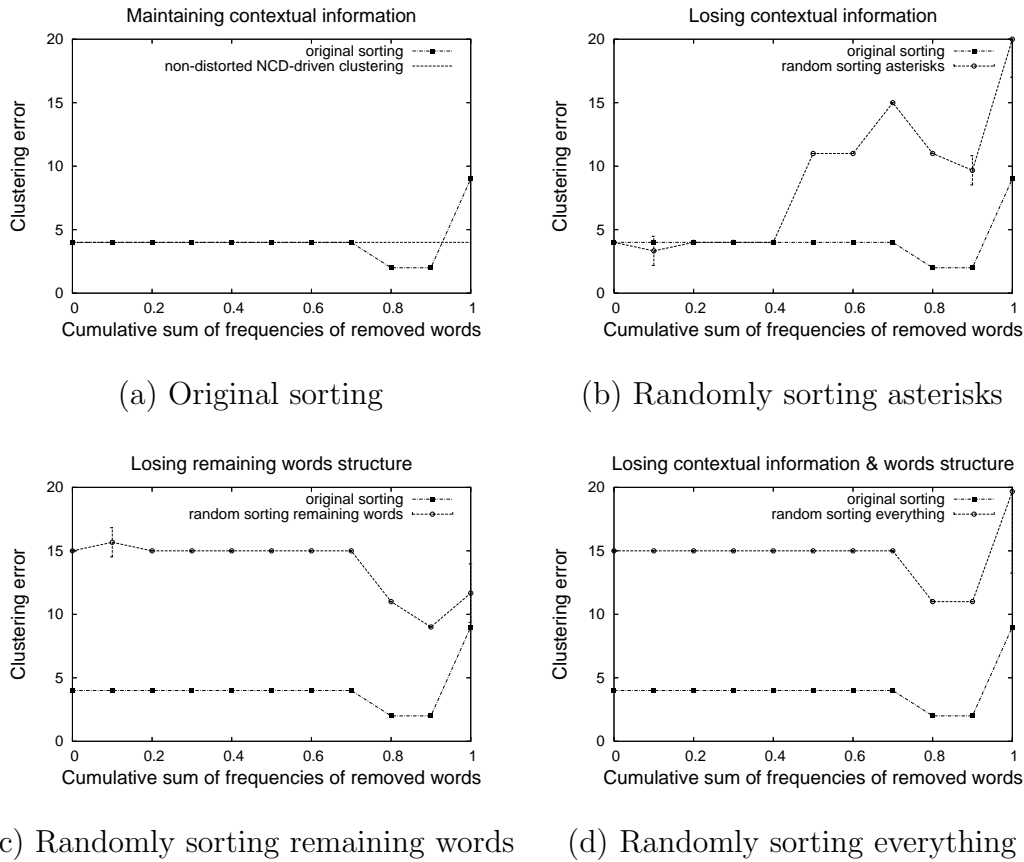 Maintaining contextual information
original sorting
non-distorted NCD-driven clustering
Clustering error
20
15
10
5
0
0 0.2 0.4 0.6 0.8 1
Cumulative sum of frequencies of removed words
(a) Original sorting
Losing contextual information
original sorting
random sorting asterisks
Clustering error
20
15
10
5
0
0 0.2 0.4 0.6 0.8 1
Cumulative sum of frequencies of removed words
(b) Randomly sorting asterisks
Losing remaining words structure
original sorting
random sorting remaining words
Clustering error
20
15
10
5
0
0 0.2 0.4 0.6 0.8 1
Cumulative sum of frequencies of removed words
c) Randomly sorting remaining words
Losing contextual information & words structure
original sorting
random sorting everything
Clustering error
20
15
10
5
0
0 0.2 0.4 0.6 0.8 1
Cumulative sum of frequencies of removed words
(d) Randomly sorting everything